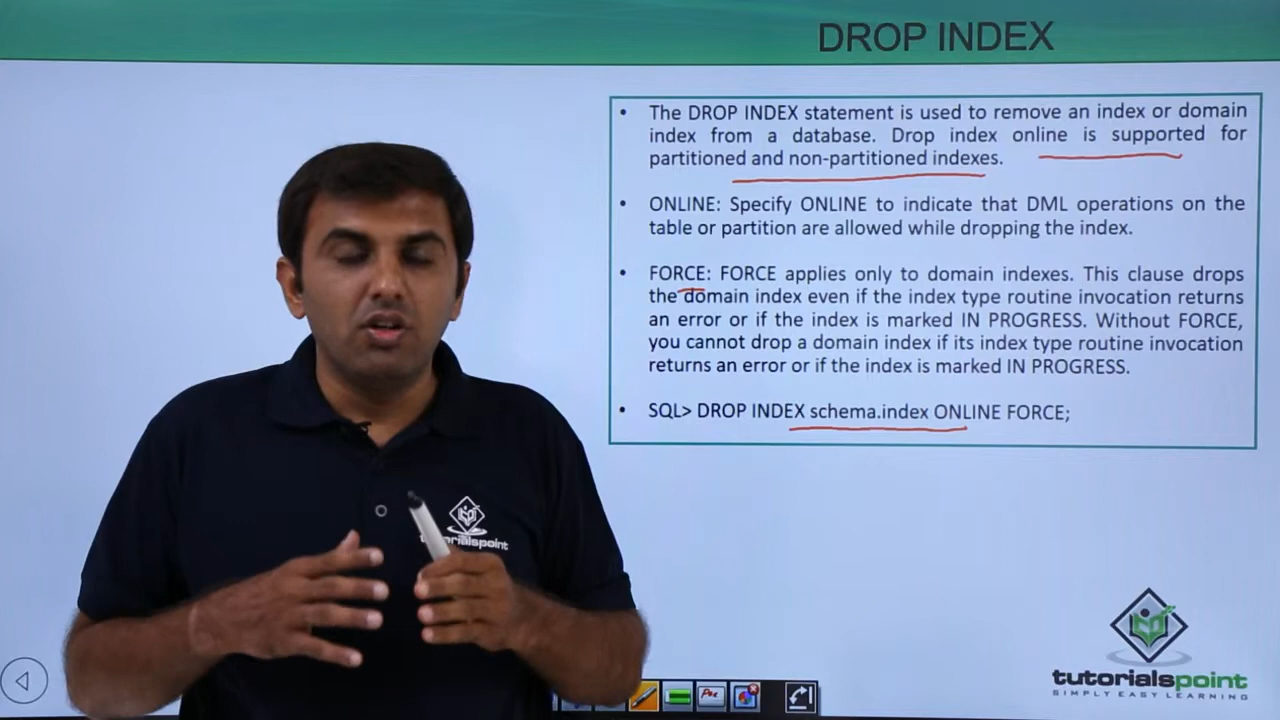 DROP INDEX
• The DROP INDEX statement is used to remove an index or domain
index from a database. Drop index online is supported for
partitioned and non-partitioned indexes.
• ONLINE: Specify ONLINE to indicate that DML operations on the
table or partition are allowed while dropping the index.
• FORCE: FORCE applies only to domain indexes. This clause drops
the domain index even if the index type routine invocation returns
an error or if the index is marked IN PROGRESS. Without FORCE,
you cannot drop a domain index if its index type routine invocation
returns an error or if the index is marked IN PROGRESS.
• SQL> DROP INDEX schema.index ONLINE FORCE;
tutorialspoint
tutorialspoint
SIMPLY EASY LEARNING